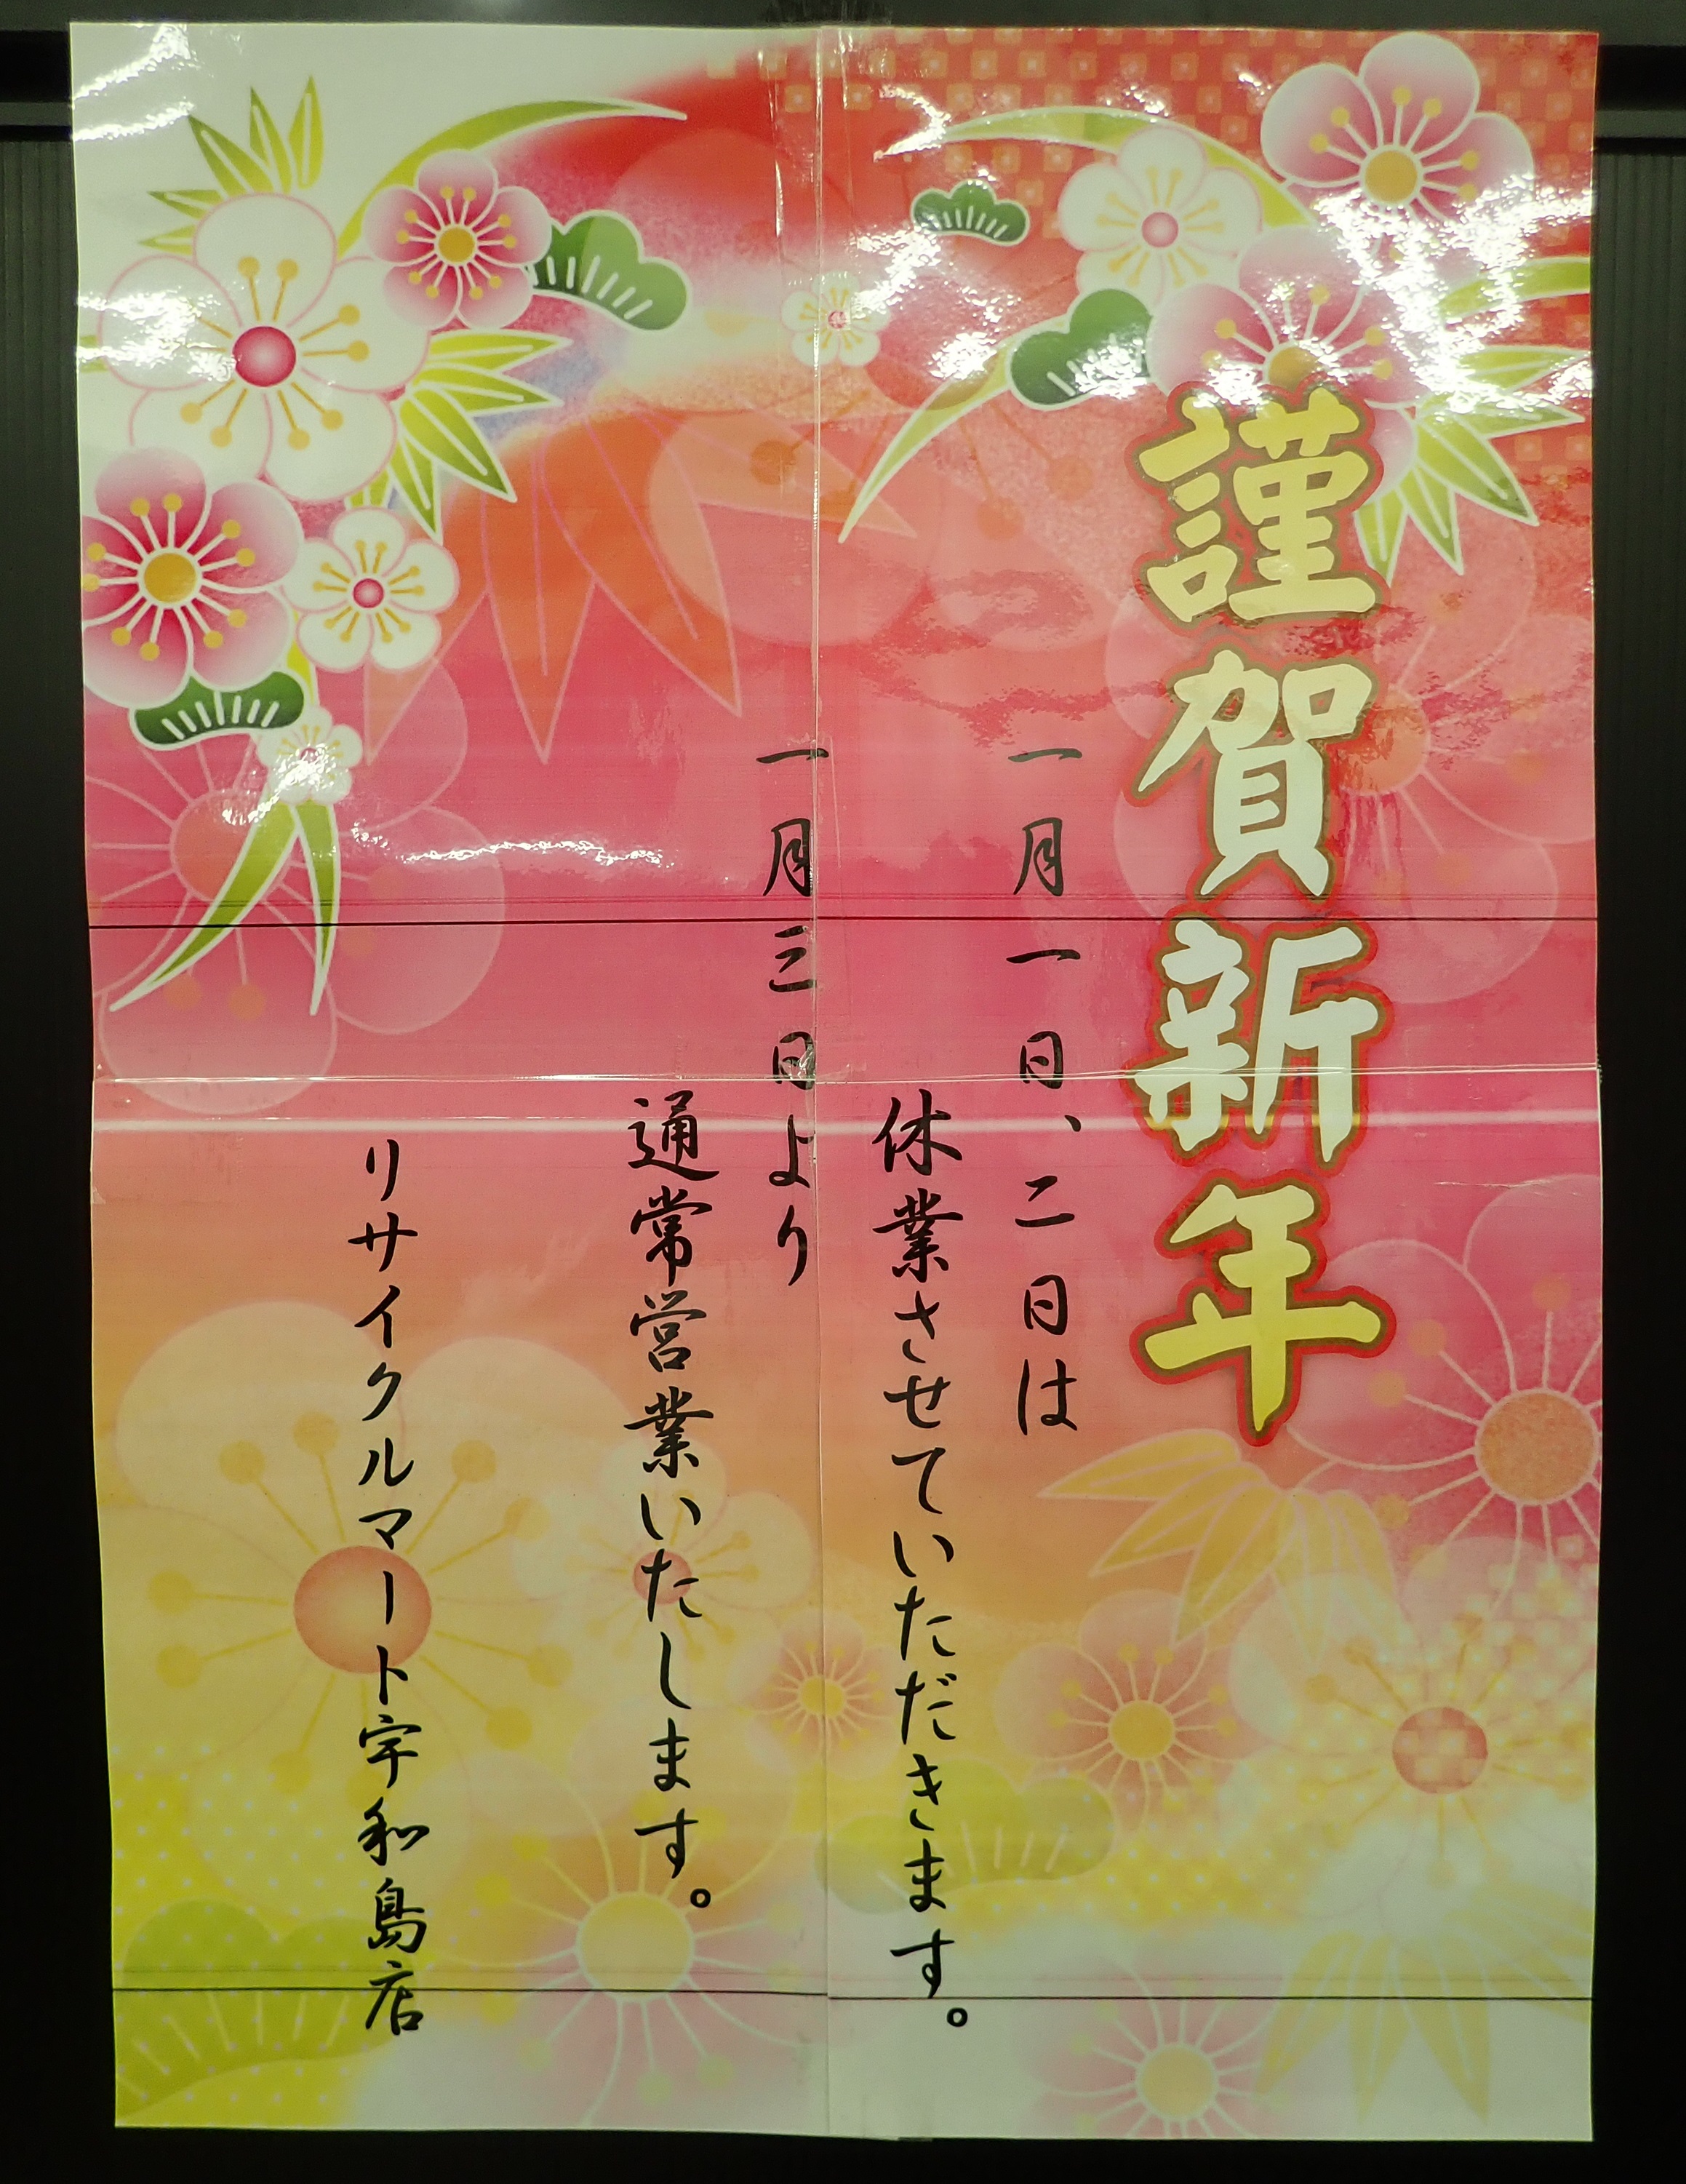 謹賀新年
一月一日、二日は
休業させていただきます。
一月三日より
通常営業いたします。
リサイクルマート宇和島店